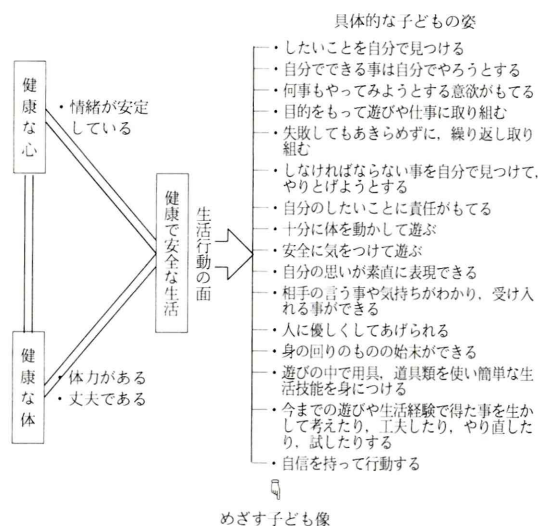 具体的な子どもの姿
健康な心
・情緒が安定
している
健康で安全な生活
生活行動の面
健康な体
・体力がある
・丈夫である
・したいことを自分で見つける
・自分でできる事は自分でやろうとする
・何事もやってみようとする意欲がもてる
・目的をもって遊びや仕事に取り組む
・失敗してもあきらめずに，繰り返し取り
組む
・しなければならない事を自分で見つけて，
やりとげようとする
・自分のしたいことに責任がもてる
・十分に体を動かして遊ぶ
・安全に気をつけて遊ぶ
・自分の思いが素直に表現できる
・相手の言う事や気持ちがわかり，受け入
れる事ができる
・人に優しくしてあげられる
・身の回りのものの始末ができる
・遊びの中で用具，道具類を使い簡単な生
活技能を身につける
・今までの遊びや生活経験で得た事を生か
して考えたり，工夫したり，やり直した
り，試したりする
・自信を持って行動する
めざす子ども像